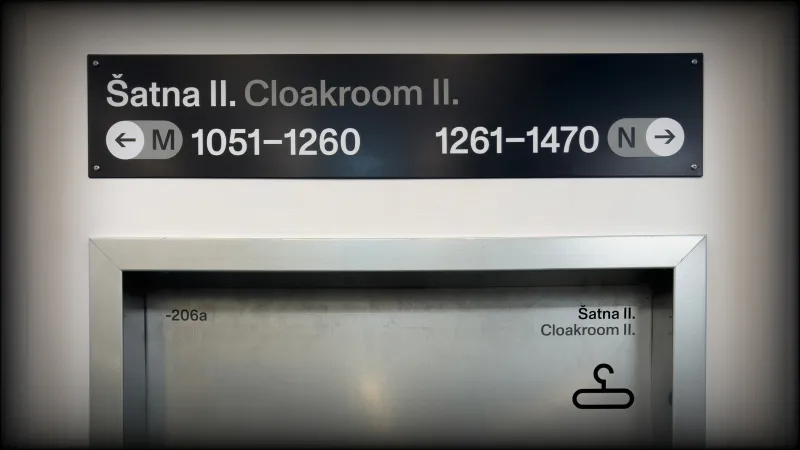 Šatna II. Cloakroom II.
← M 1051–1260 1261–1470 N →
-206a
Šatna II.
Cloakroom II.